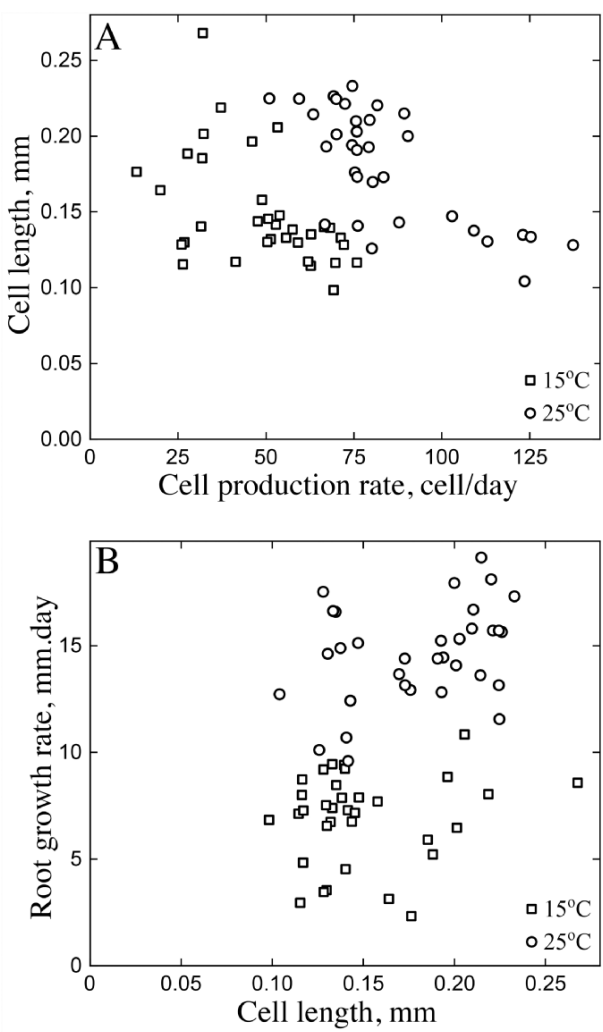 A
0.25
0.20
0.15
0.10
0.05
0.00
Cell length, mm
15°C
25°C
0 25 50 75 100 125
Cell production rate, cell/day
B
15
10
5
0
Root growth rate, mm.day
15°C
25°C
0 0.05 0.10 0.15 0.20 0.25
Cell length, mm